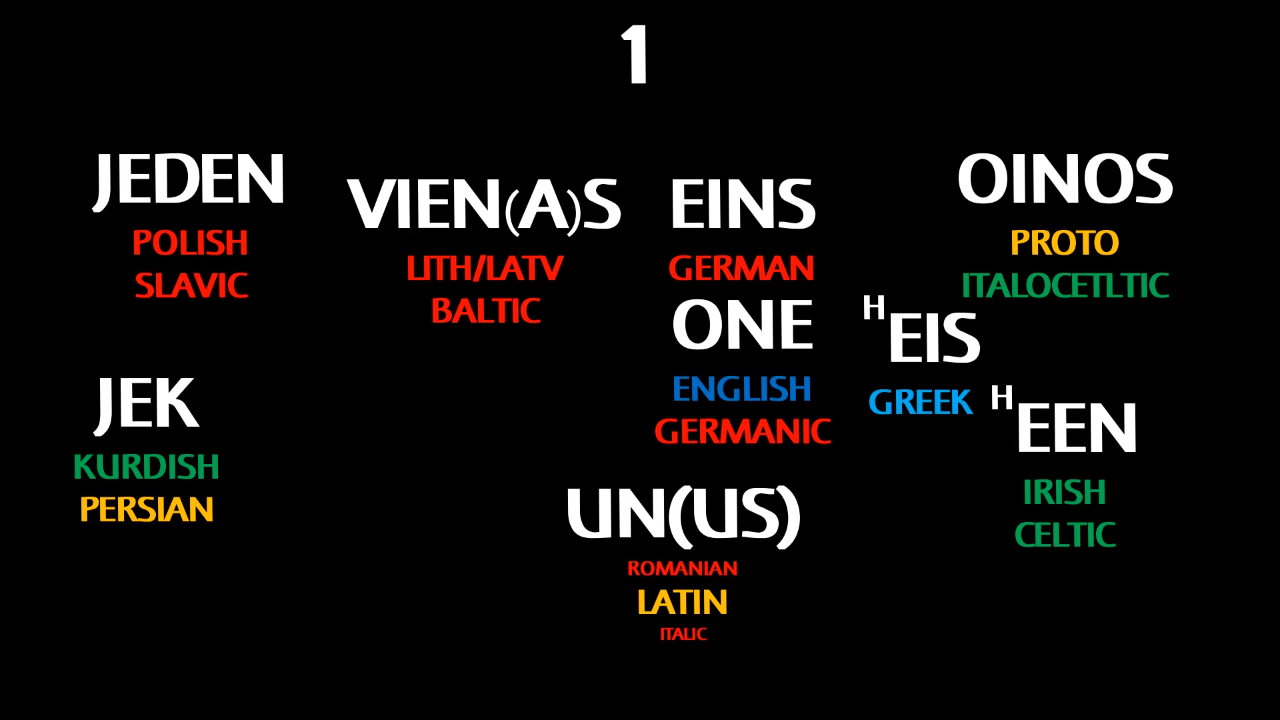 1
JEDEN
POLISH
SLAVIC
VIEN(A)S
LITH/LATV
BALTIC
EINS
GERMAN
ONE
ENGLISH
GERMANIC
OINOS
PROTO
ITALOCETLTIC
HEIS
GREEK
HEEN
IRISH
CELTIC
JEK
KURDISH
PERSIAN
UN(US)
ROMANIAN
LATIN
ITALIC